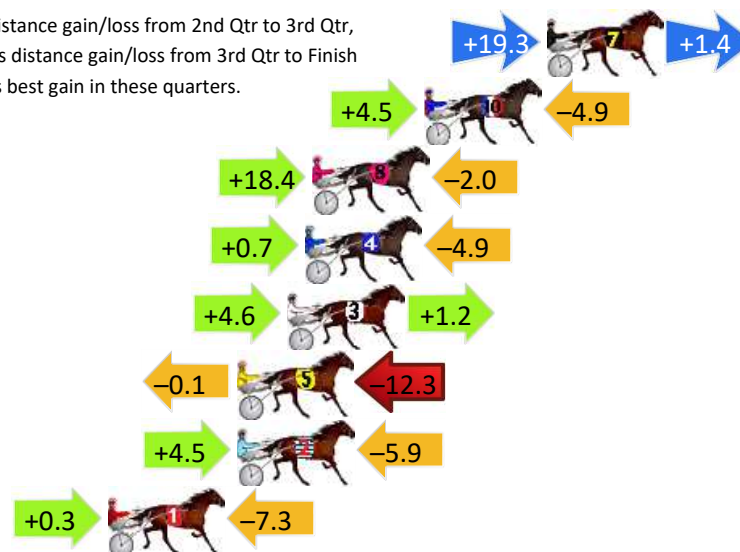 istance gain/loss from 2nd Qtr to 3rd Qtr,
s distance gain/loss from 3rd Qtr to Finish
s best gain in these quarters.
+19.3 7 +1.4
+4.5 10 –4.9
+18.4 8 –2.0
+0.7 4 –4.9
+4.6 3 +1.2
–0.1 5 –12.3
+4.5 2 –5.9
+0.3 1 –7.3